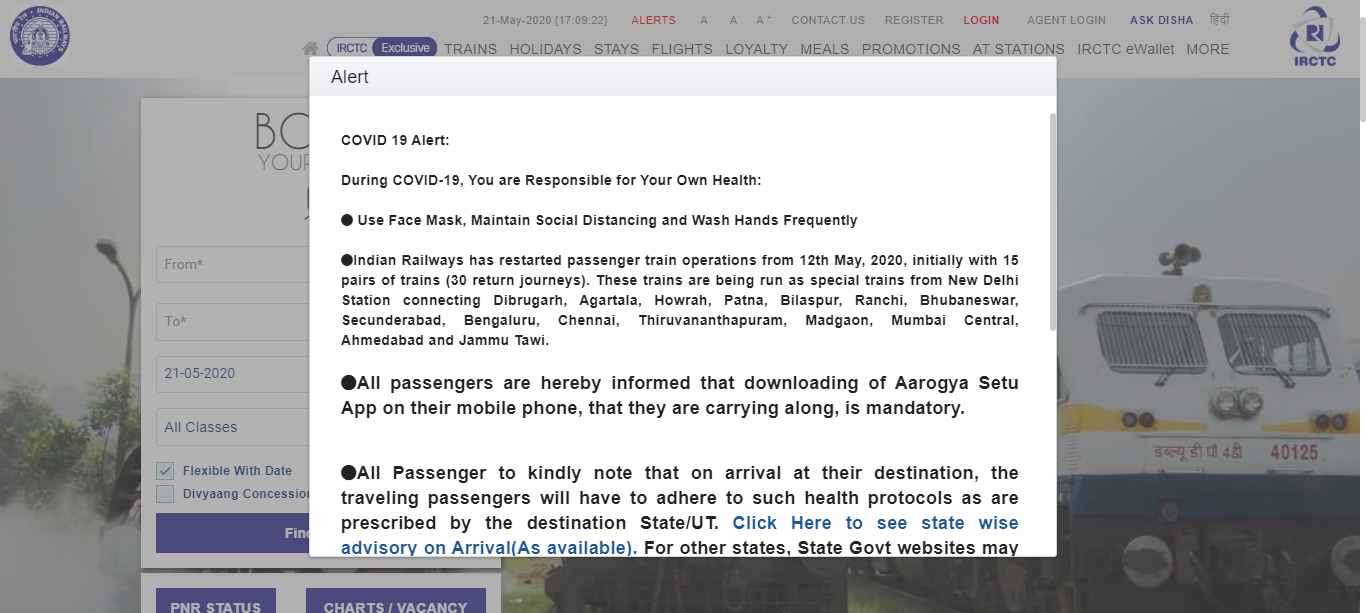 21-May-2020 [17:09:22] ALERTS A- A A+ CONTACT US REGISTER LOGIN AGENT LOGIN ASK DISHA हिंदी
IRCTC Exclusive TRAINS HOLIDAYS STAYS FLIGHTS LOYALTY MEALS PROMOTIONS AT STATIONS IRCTC eWallet MORE
IRCTC
INDIAN RAILWAYS
Alert
COVID 19 Alert:
During COVID-19, You are Responsible for Your Own Health:
● Use Face Mask, Maintain Social Distancing and Wash Hands Frequently
●Indian Railways has restarted passenger train operations from 12th May, 2020, initially with 15
pairs of trains (30 return journeys). These trains are being run as special trains from New Delhi
Station connecting Dibrugarh, Agartala, Howrah, Patna, Bilaspur, Ranchi, Bhubaneswar,
Secunderabad, Bengaluru, Chennai, Thiruvananthapuram, Madgaon, Mumbai Central,
Ahmedabad and Jammu Tawi.
●All passengers are hereby informed that downloading of Aarogya Setu
App on their mobile phone, that they are carrying along, is mandatory.
●All Passenger to kindly note that on arrival at their destination, the
traveling passengers will have to adhere to such health protocols as are
prescribed by the destination State/UT. Click Here to see state wise
advisory on Arrival(As available). For other states, State Govt websites may
BO
YOUR
From*
To*
21-05-2020
All Classes
Flexible With Date
Divyaang Concession
Find
PNR STATUS
CHARTS / VACANCY
डब्ल्यू डी पी 4डी 40125